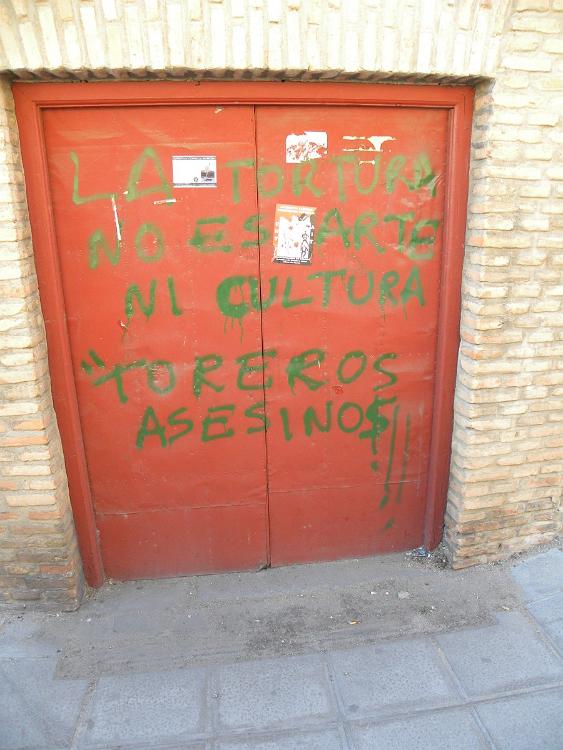 LA TORTURA
NO ES ARTE
NI CULTURA
"TOREROS
ASESINOS